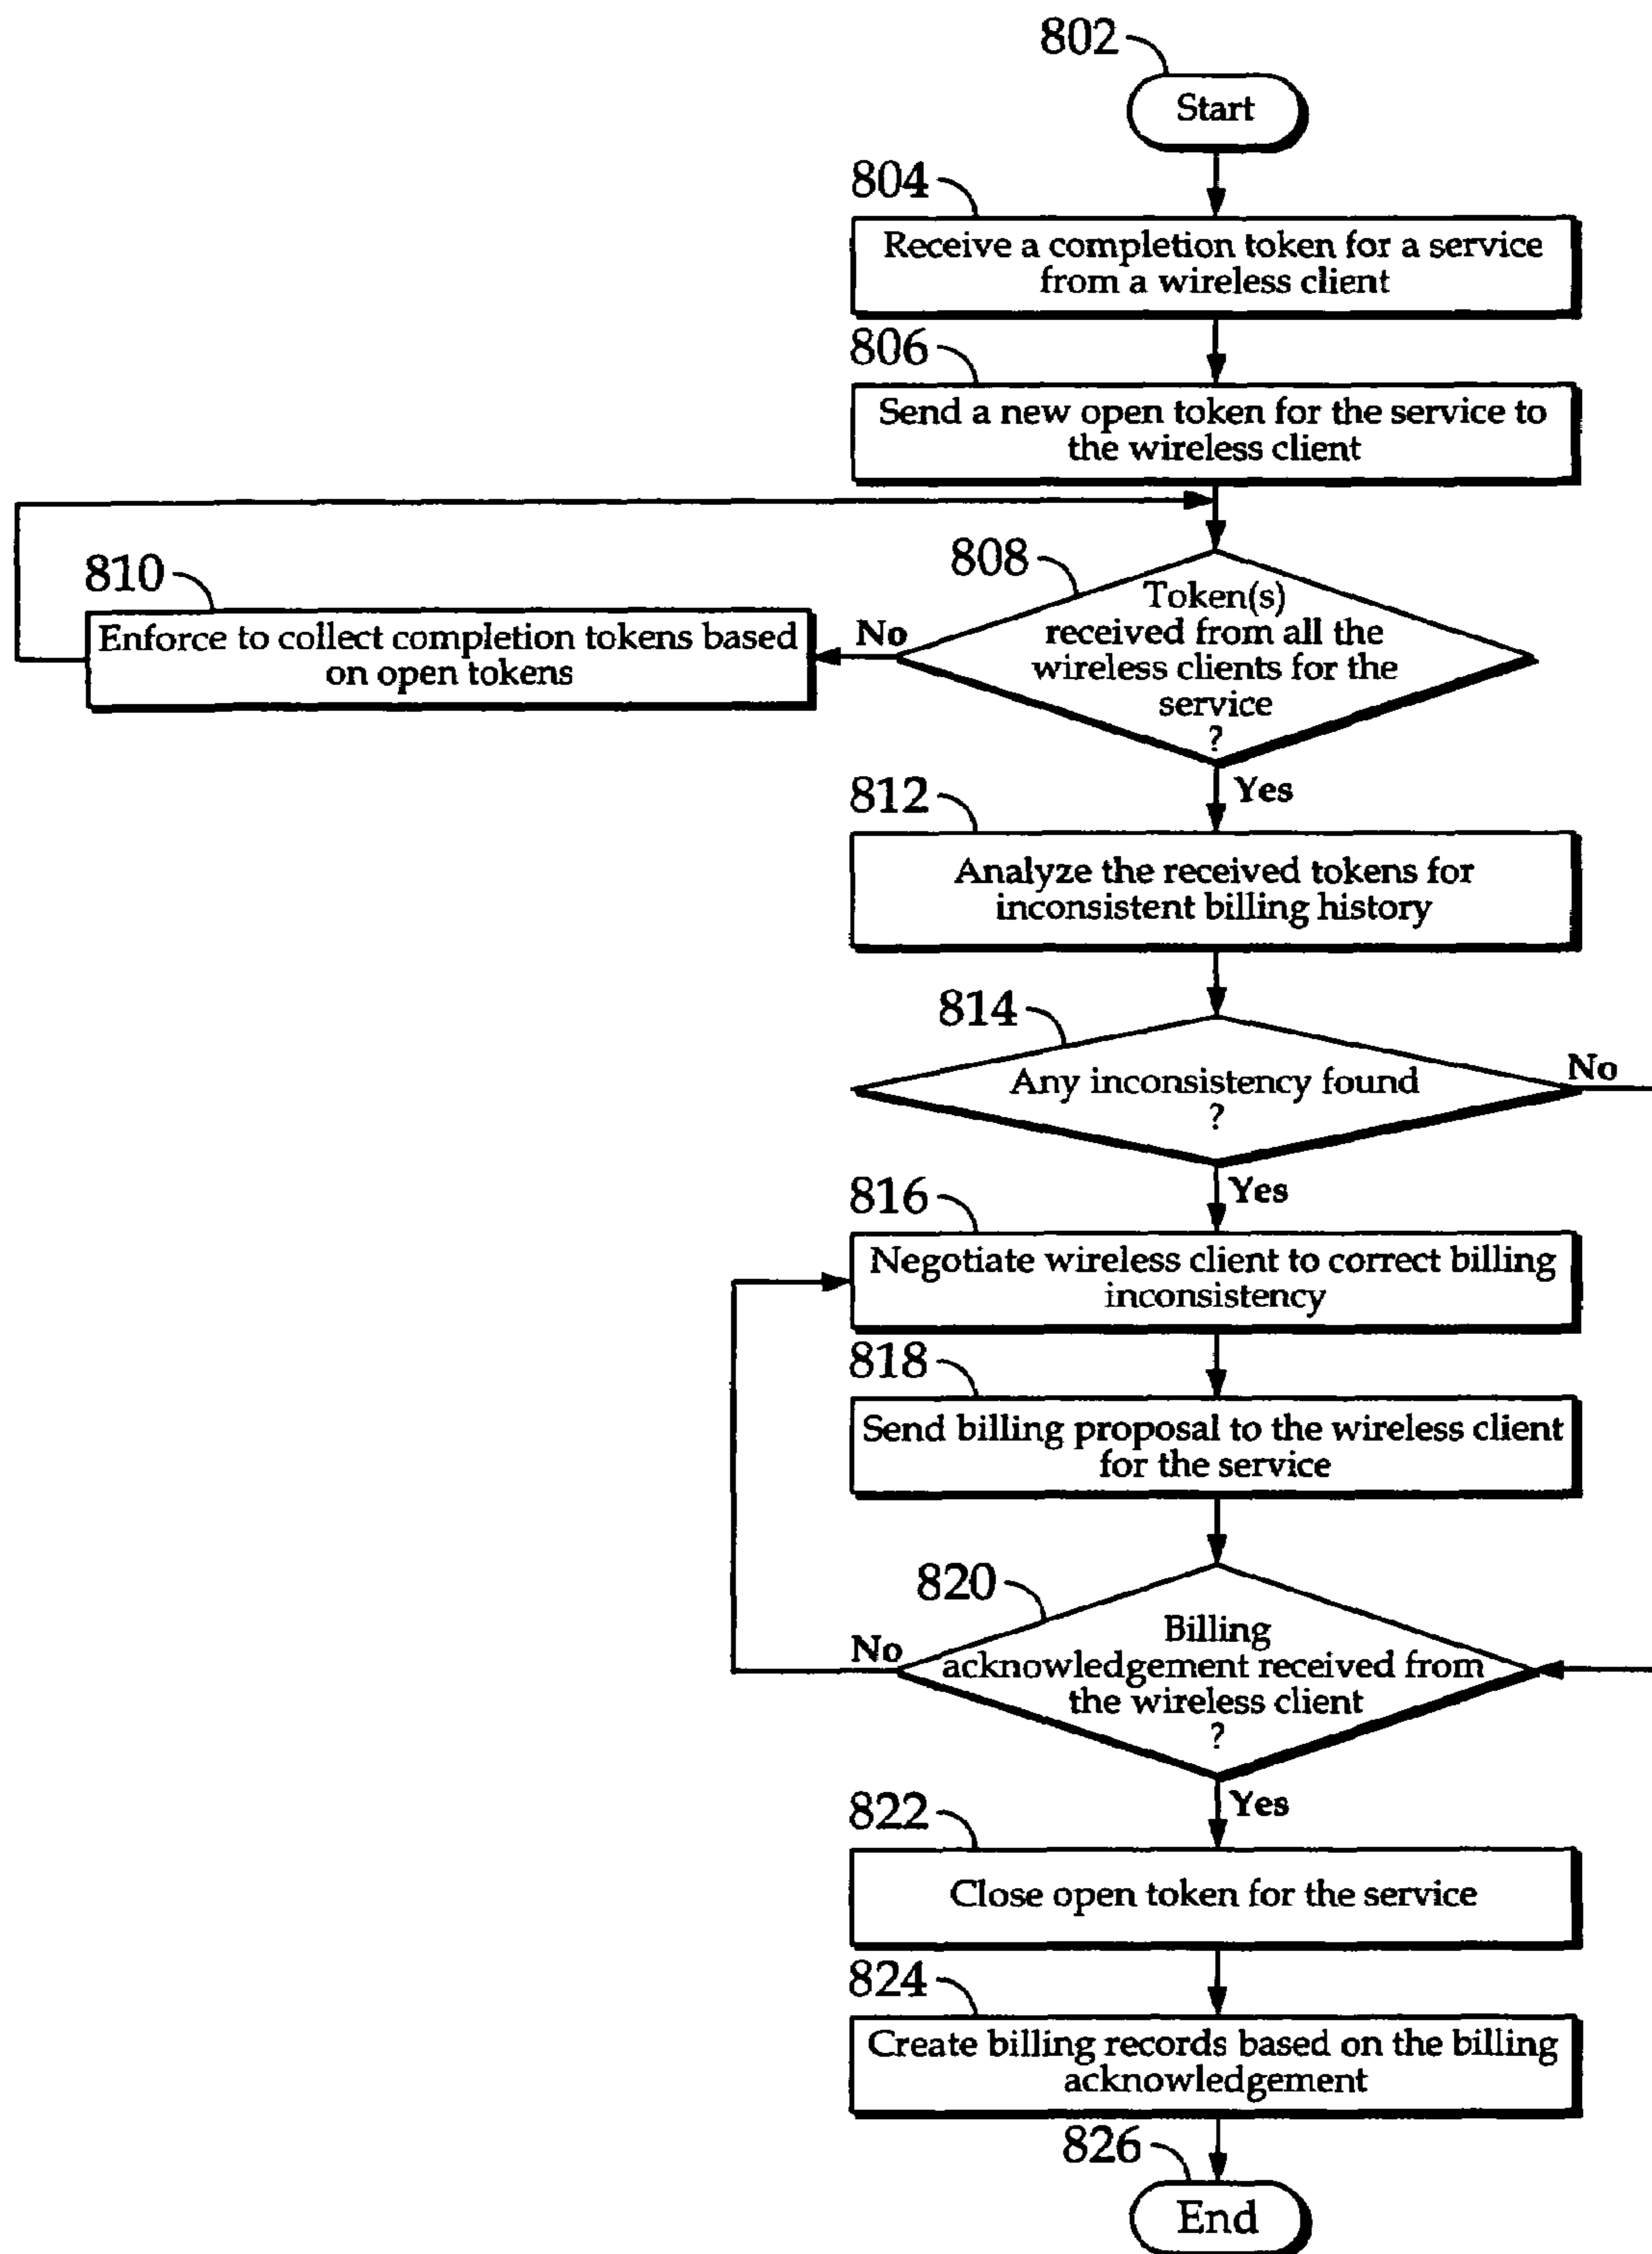 802
Start
804
Receive a completion token for a service
from a wireless client
806
Send a new open token for the service to
the wireless client
808
Token(s)
received from all the
wireless clients for the
service
?
No
810
Enforce to collect completion tokens based
on open tokens
Yes
812
Analyze the received tokens for
inconsistent billing history
814
Any inconsistency found
?
No
Yes
816
Negotiate wireless client to correct billing
inconsistency
818
Send billing proposal to the wireless client
for the service
820
Billing
acknowledgement received from
the wireless client
?
No
Yes
822
Close open token for the service
824
Create billing records based on the billing
acknowledgement
826
End